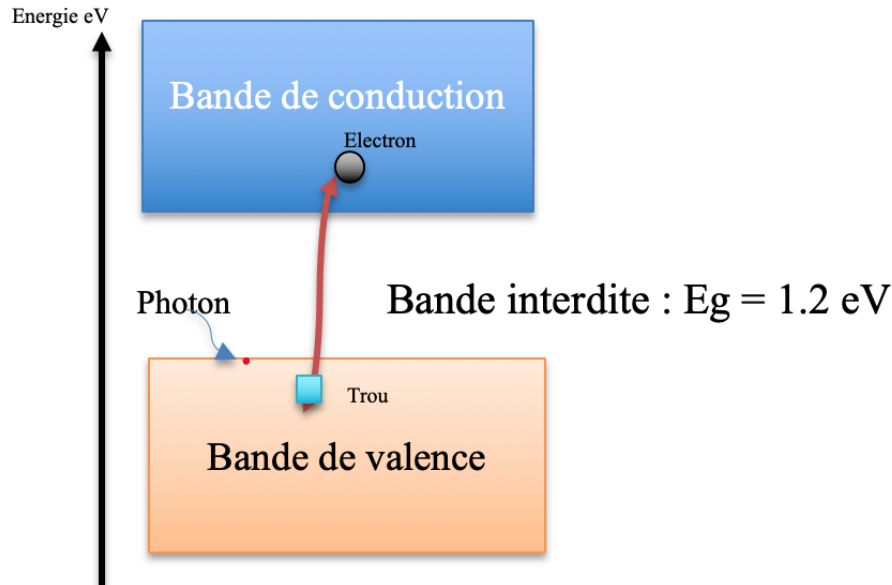 Energie eV
Bande de conduction
Electron
Photon
Bande interdite : Eg = 1.2 eV
Trou
Bande de valence